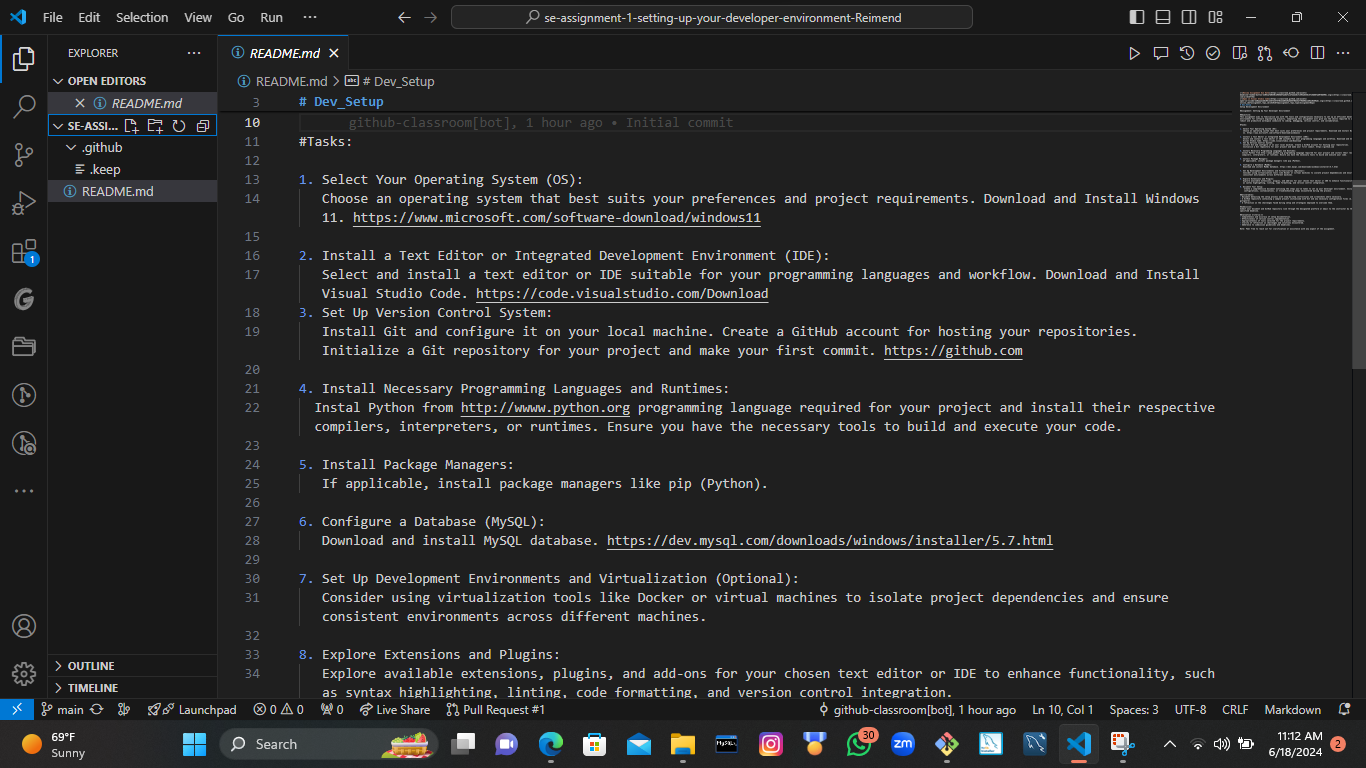 File Edit Selection View Go Run ···
se-assignment-1-setting-up-your-developer-environment-Reimend
EXPLORER ···
OPEN EDITORS
README.md
SE-ASSI...
.github
.keep
README.md
OUTLINE
TIMELINE
1
README.md
README.md > # Dev_Setup
3 # Dev_Setup
10 github-classroom[bot], 1 hour ago • Initial commit
11 #Tasks:
12
13 1. Select Your Operating System (OS):
14 Choose an operating system that best suits your preferences and project requirements. Download and Install Windows
11. https://www.microsoft.com/software-download/windows11
15
16 2. Install a Text Editor or Integrated Development Environment (IDE):
17 Select and install a text editor or IDE suitable for your programming languages and workflow. Download and Install
Visual Studio Code. https://code.visualstudio.com/Download
18 3. Set Up Version Control System:
19 Install Git and configure it on your local machine. Create a GitHub account for hosting your repositories.
Initialize a Git repository for your project and make your first commit. https://github.com
20
21 4. Install Necessary Programming Languages and Runtimes:
22 Instal Python from http://wwww.python.org programming language required for your project and install their respective
compilers, interpreters, or runtimes. Ensure you have the necessary tools to build and execute your code.
23
24 5. Install Package Managers:
25 If applicable, install package managers like pip (Python).
26
27 6. Configure a Database (MySQL):
28 Download and install MySQL database. https://dev.mysql.com/downloads/windows/installer/5.7.html
29
30 7. Set Up Development Environments and Virtualization (Optional):
31 Consider using virtualization tools like Docker or virtual machines to isolate project dependencies and ensure
consistent environments across different machines.
32
33 8. Explore Extensions and Plugins:
34 Explore available extensions, plugins, and add-ons for your chosen text editor or IDE to enhance functionality, such
as syntax highlighting, linting, code formatting, and version control integration.
main Launchpad 0 0 0 Live Share Pull Request #1 github-classroom[bot], 1 hour ago Ln 10, Col 1 Spaces: 3 UTF-8 CRLF Markdown
69°F
Sunny
Search
MySQL
30
zm
11:12 AM
6/18/2024
2